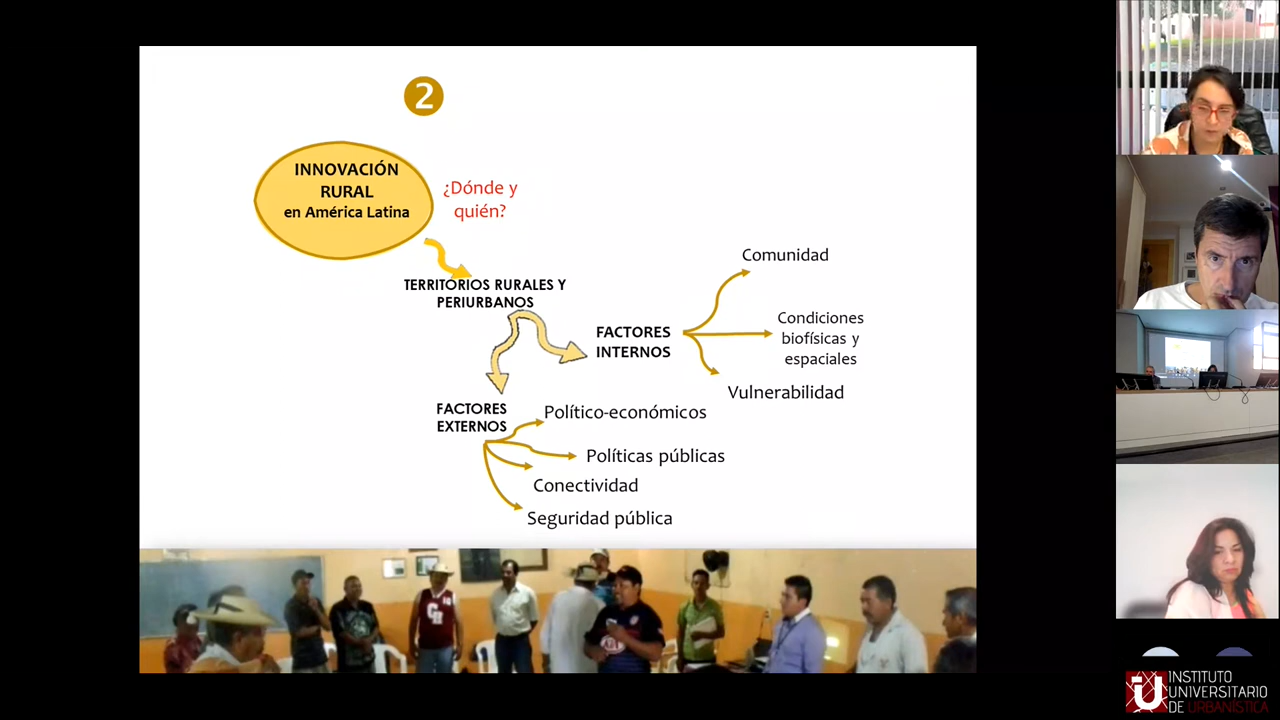 2
INNOVACIÓN
RURAL
en América Latina
¿Dónde y
quién?
TERRITORIOS RURALES Y
PERIURBANOS
FACTORES
INTERNOS
Comunidad
Condiciones
biofísicas y
espaciales
Vulnerabilidad
FACTORES
EXTERNOS
Político-económicos
Políticas públicas
Conectividad
Seguridad pública
INSTITUTO
UNIVERSITARIO
DE URBANÍSTICA